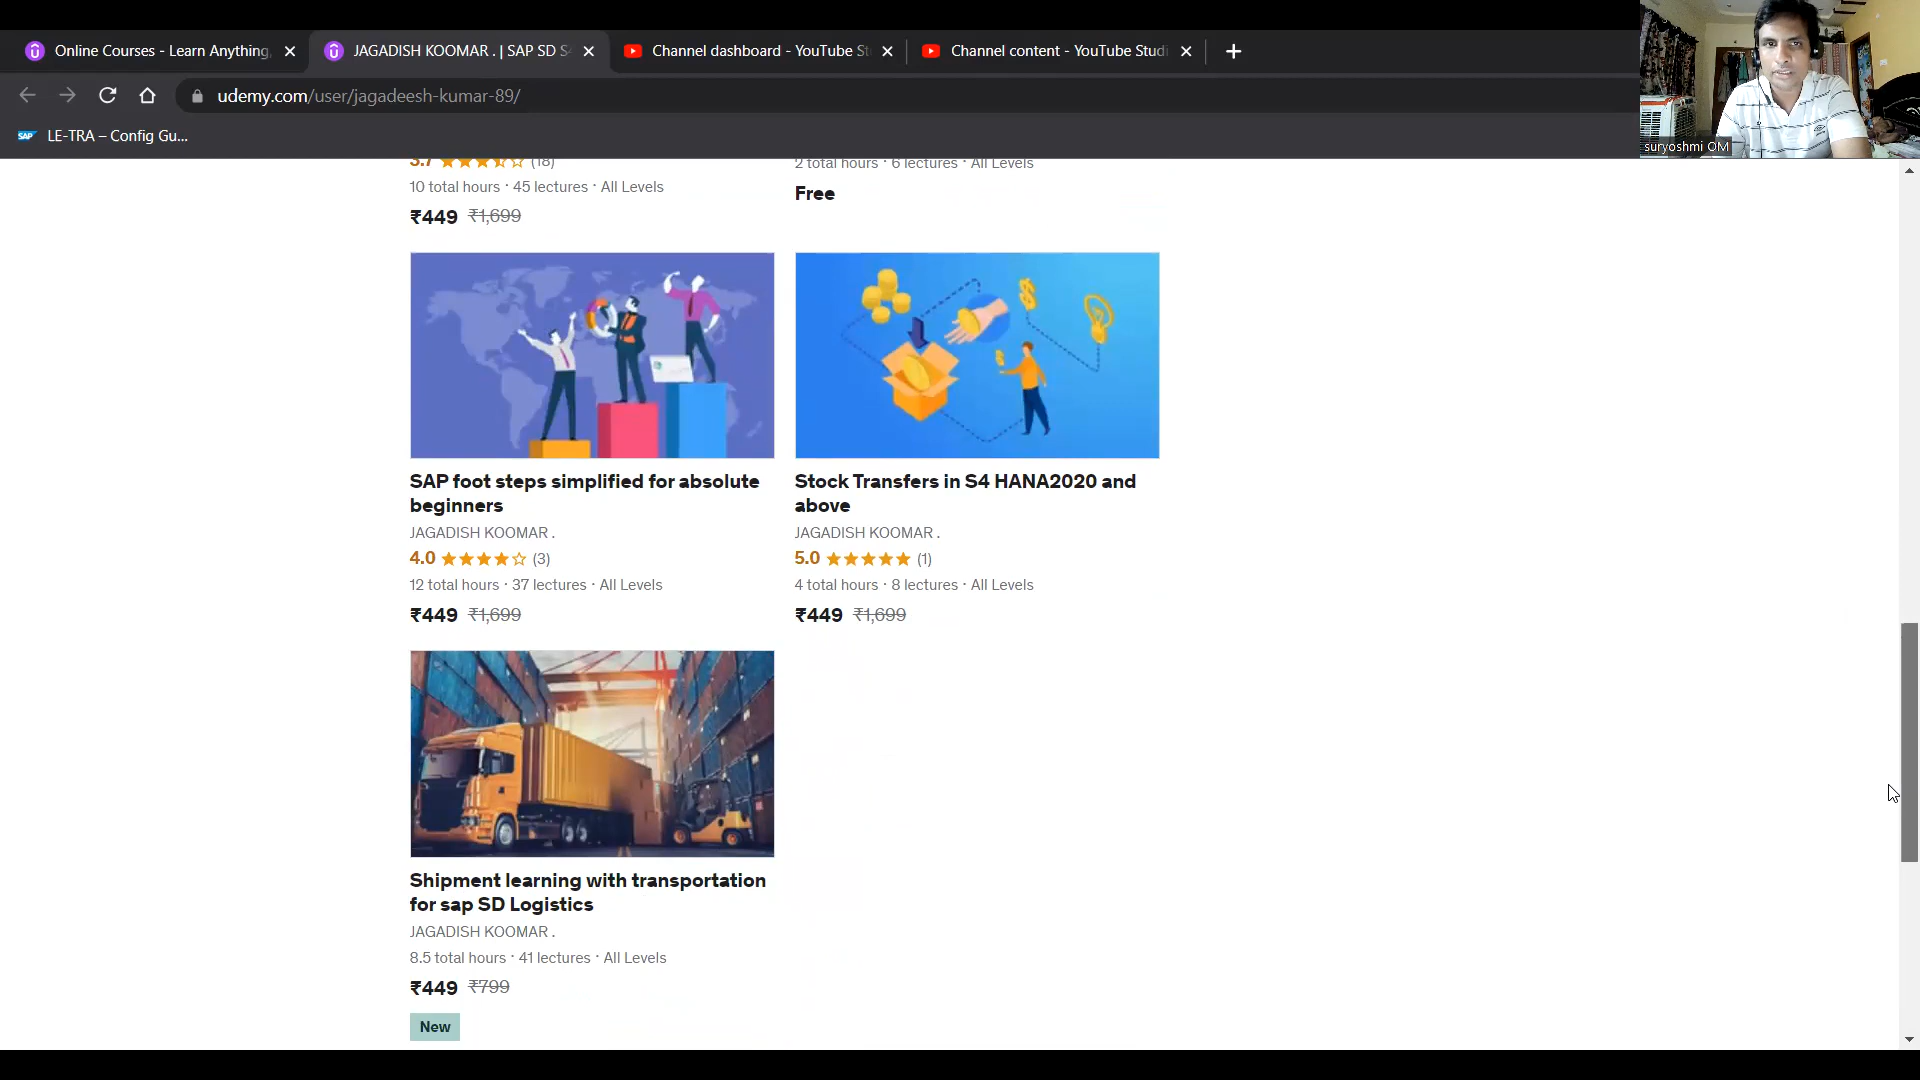 Online Courses - Learn Anything,
JAGADISH KOOMAR . | SAP SD S
Channel dashboard - YouTube St
Channel content - YouTube Studi
udemy.com/user/jagadeesh-kumar-89/
SAP LE-TRA – Config Gu...
suryoshmi OM
3.7 (18)
10 total hours · 45 lectures · All Levels
₹449 ₹1,699
2 total hours · 6 lectures · All Levels
Free
SAP foot steps simplified for absolute
beginners
JAGADISH KOOMAR .
4.0 (3)
12 total hours · 37 lectures · All Levels
₹449 ₹1,699
Stock Transfers in S4 HANA2020 and
above
JAGADISH KOOMAR .
5.0 (1)
4 total hours · 8 lectures · All Levels
₹449 ₹1,699
Shipment learning with transportation
for sap SD Logistics
JAGADISH KOOMAR .
8.5 total hours · 41 lectures · All Levels
₹449 ₹799
New